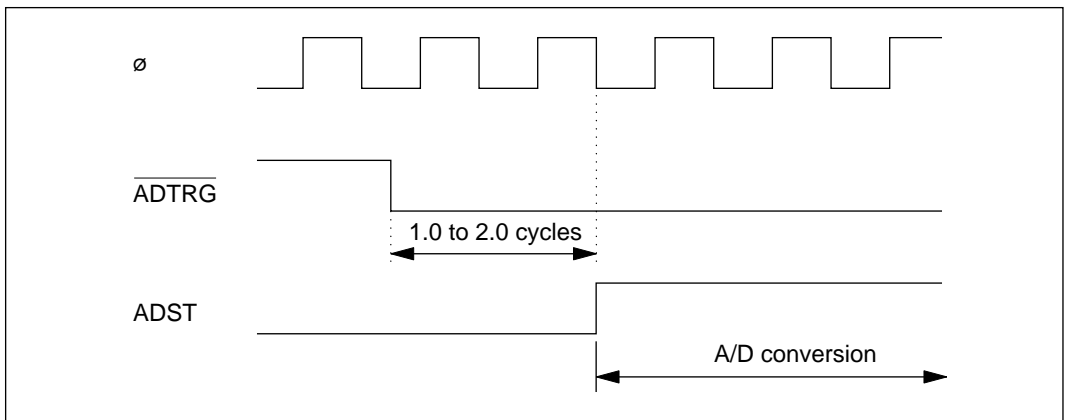 ø
ADTRG
1.0 to 2.0 cycles
ADST
A/D conversion